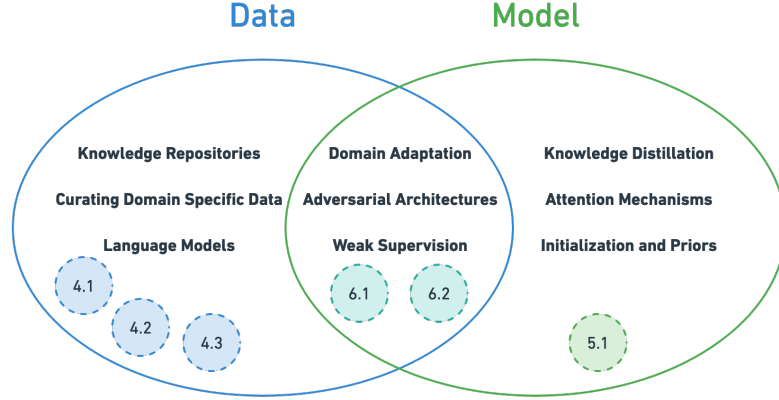 Data
Model
Knowledge Repositories
Domain Adaptation
Knowledge Distillation
Curating Domain Specific Data
Adversarial Architectures
Attention Mechanisms
Language Models
Weak Supervision
Initialization and Priors
4.1
4.2
4.3
6.1
6.2
5.1